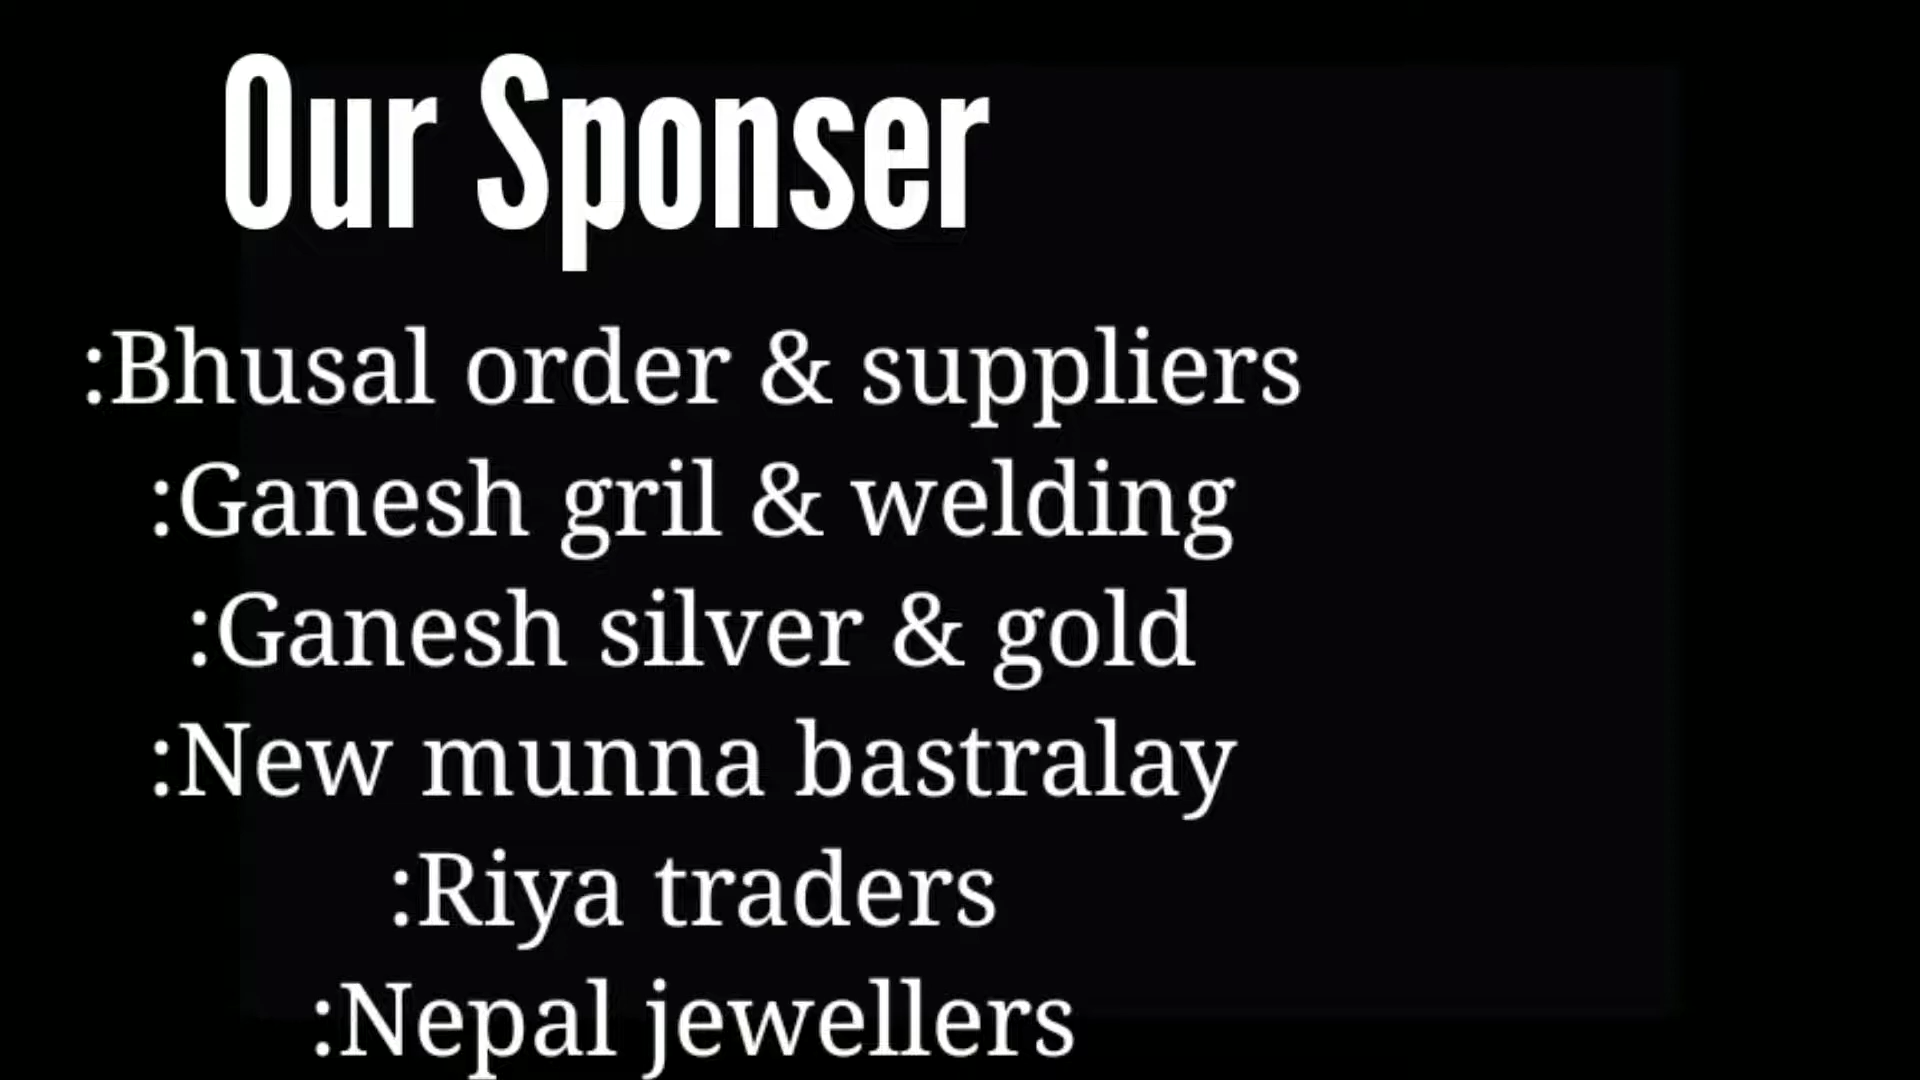 Our Sponser
:Bhusal order & suppliers
:Ganesh gril & welding
:Ganesh silver & gold
:New munna bastralay
:Riya traders
:Nepal jewellers